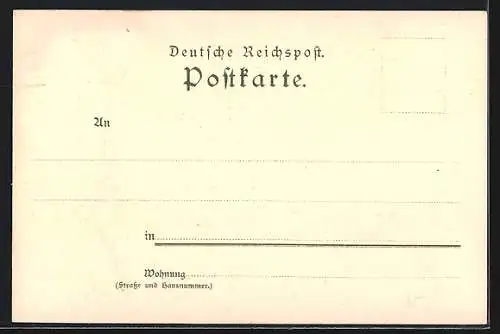 Deutſche Reichspoſt.
Poſtkarte.
An
in
Wohnung
(Straße und Hausnummer.)